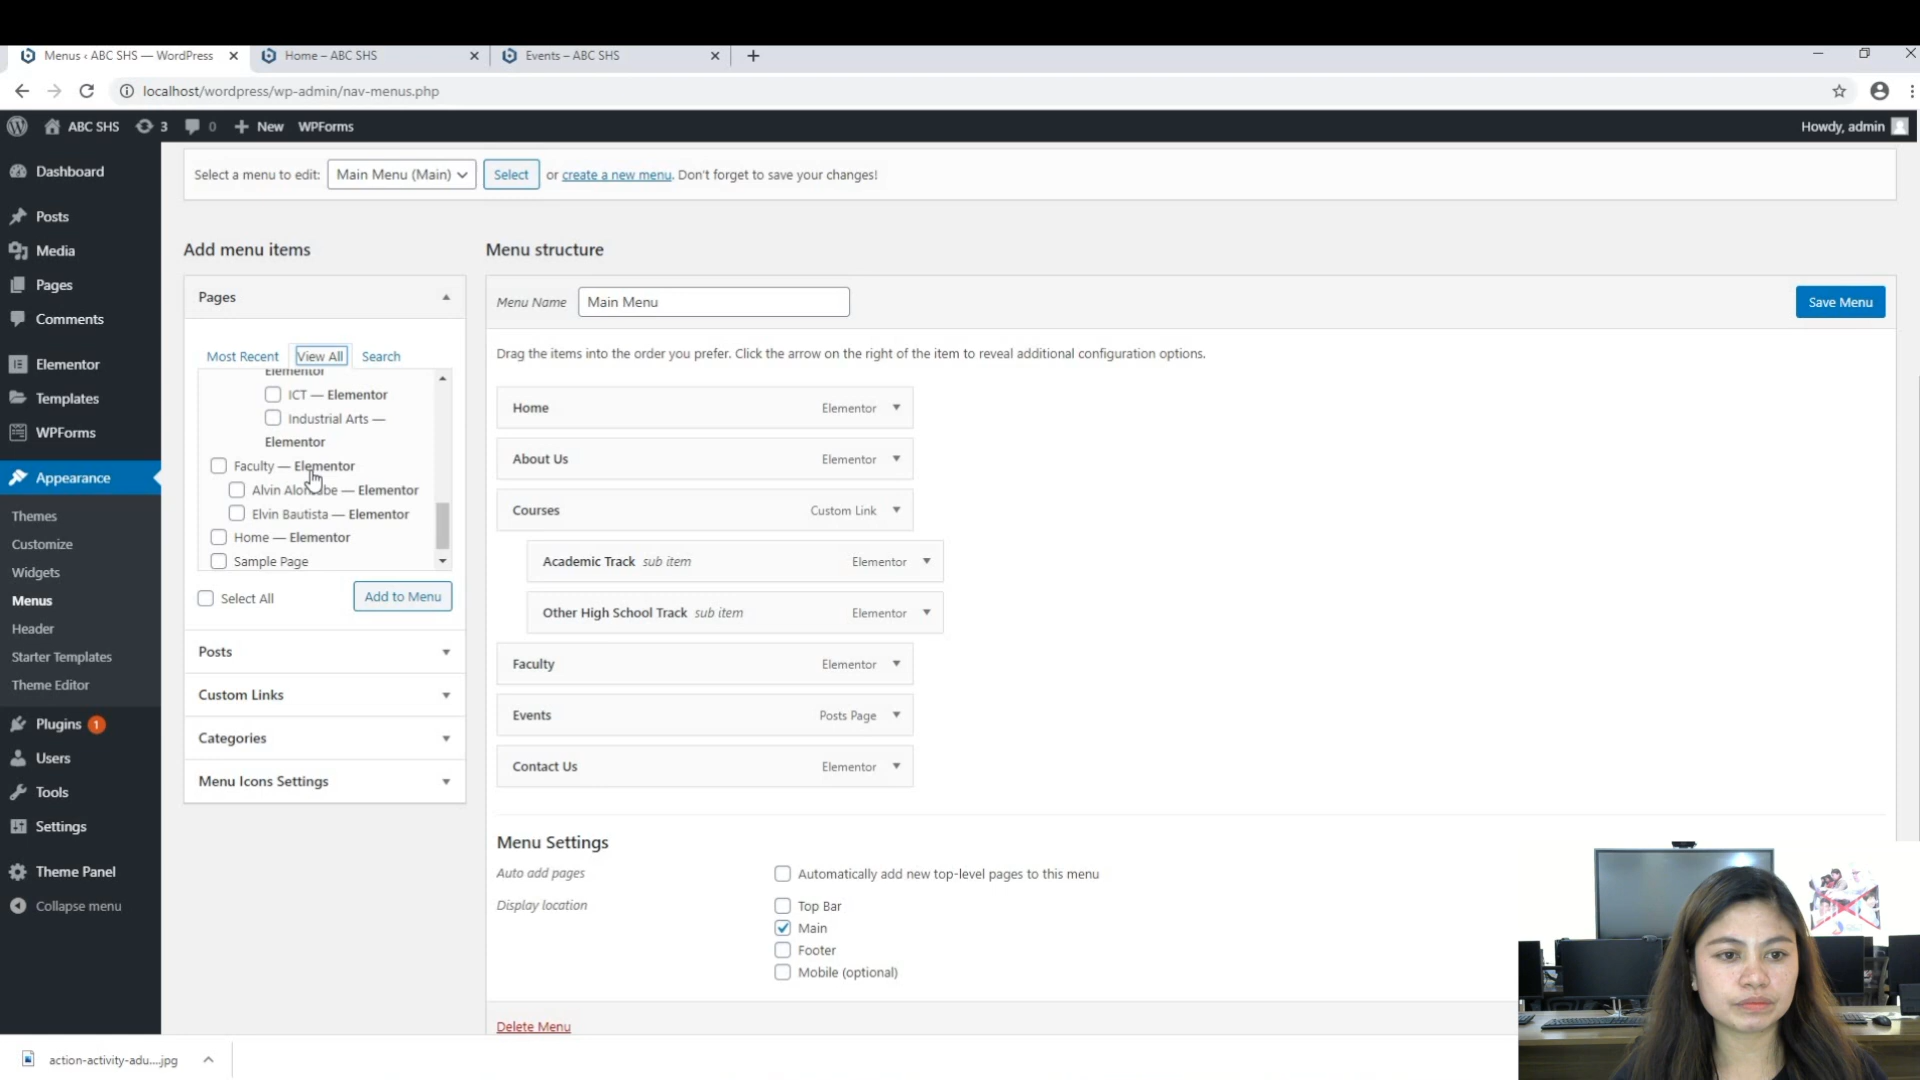 Menus ‹ ABC SHS — WordPress
Home – ABC SHS
Events – ABC SHS
localhost/wordpress/wp-admin/nav-menus.php
ABC SHS
3
0
New
WPForms
Howdy, admin
Dashboard
Posts
Media
Pages
Comments
Elementor
Templates
WPForms
Appearance
Themes
Customize
Widgets
Menus
Header
Starter Templates
Theme Editor
Plugins 1
Users
Tools
Settings
Theme Panel
Collapse menu
Select a menu to edit: Main Menu (Main) Select or create a new menu. Don't forget to save your changes!
Add menu items
Pages
Most Recent View All Search
Elementor
ICT — Elementor
Industrial Arts —
Elementor
Faculty — Elementor
— Elementor
Elvin Bautista — Elementor
Home — Elementor
Sample Page
Select All
Add to Menu
Posts
Custom Links
Categories
Menu Icons Settings
Menu structure
Menu Name Main Menu
Save Menu
Drag the items into the order you prefer. Click the arrow on the right of the item to reveal additional configuration options.
Home Elementor
About Us Elementor
Courses Custom Link
Academic Track sub item Elementor
Other High School Track sub item Elementor
Faculty Elementor
Events Posts Page
Contact Us Elementor
Menu Settings
Auto add pages
Automatically add new top-level pages to this menu
Display location
Top Bar
Main
Footer
Mobile (optional)
Delete Menu
action-activity-adu....jpg